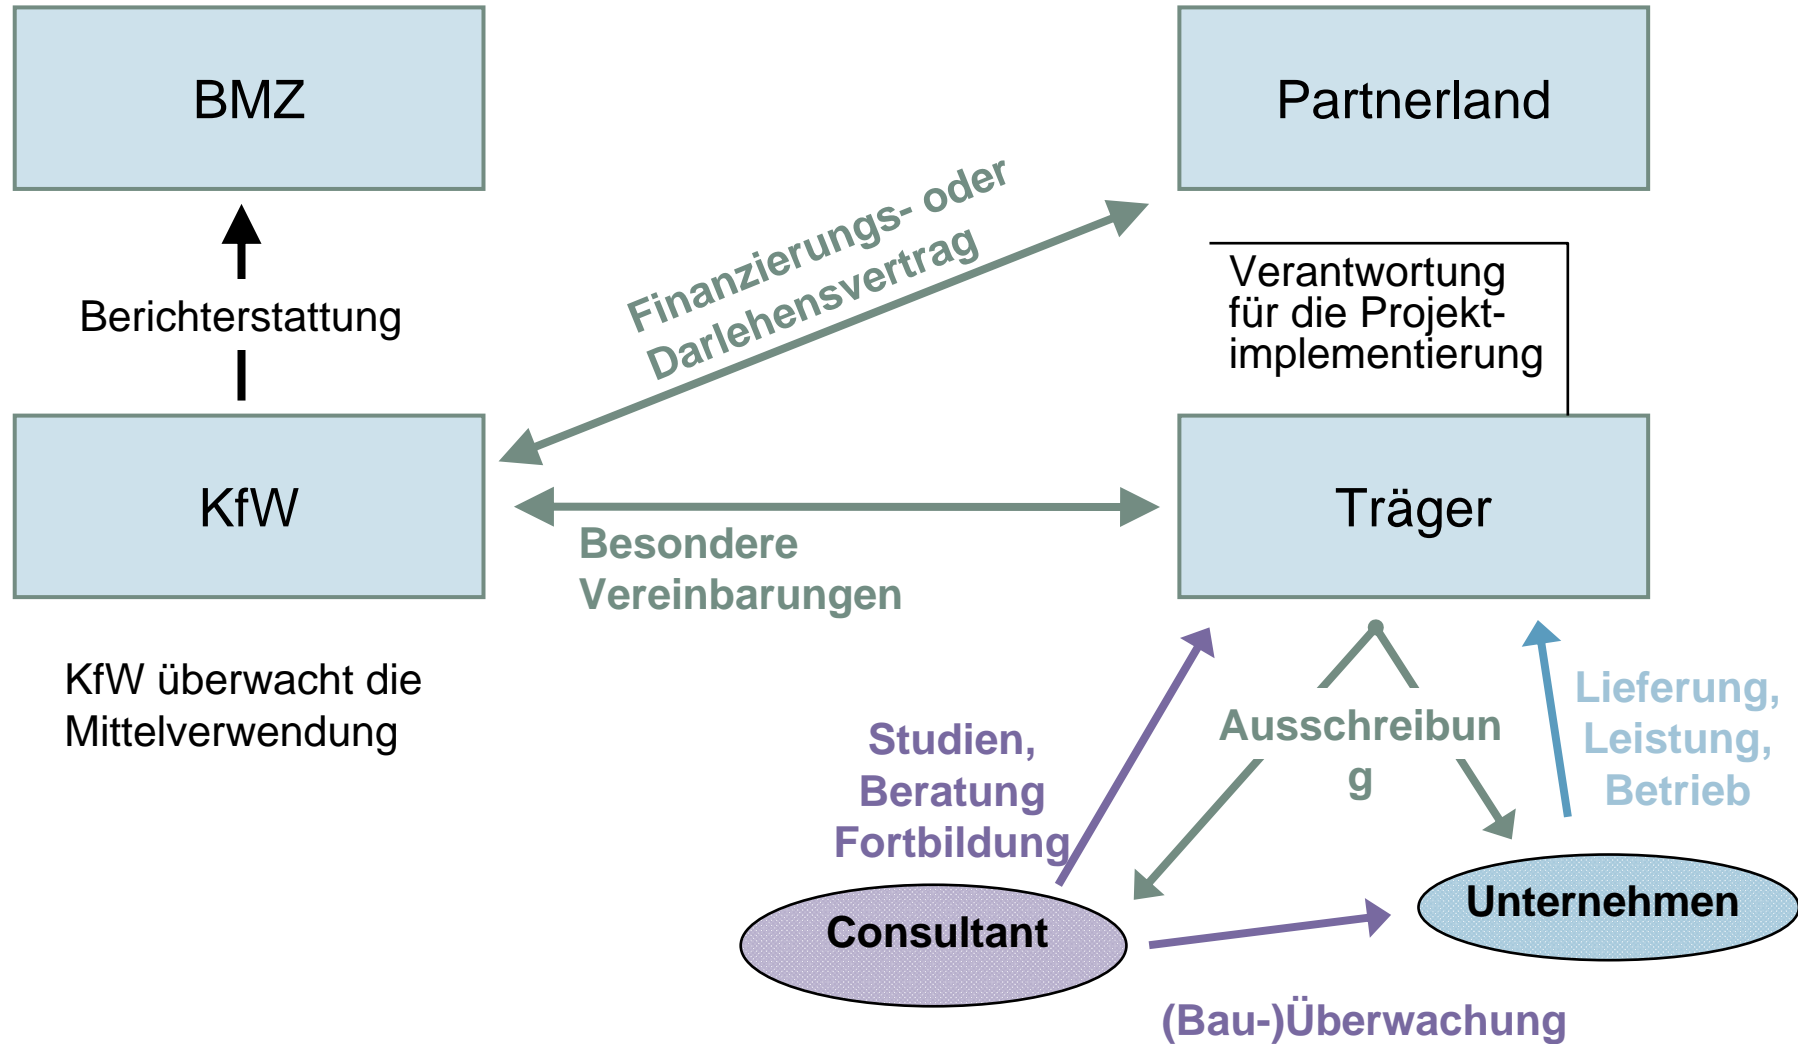 BMZ
Partnerland
Finanzierungs- oder
Darlehensvertrag
Verantwortung
für die Projekt-
implementierung
Berichterstattung
KfW
Träger
Besondere
Vereinbarungen
KfW überwacht die
Mittelverwendung
Studien,
Beratung
Fortbildung
Ausschreibun
g
Lieferung,
Leistung,
Betrieb
Consultant
Unternehmen
(Bau-)Überwachung